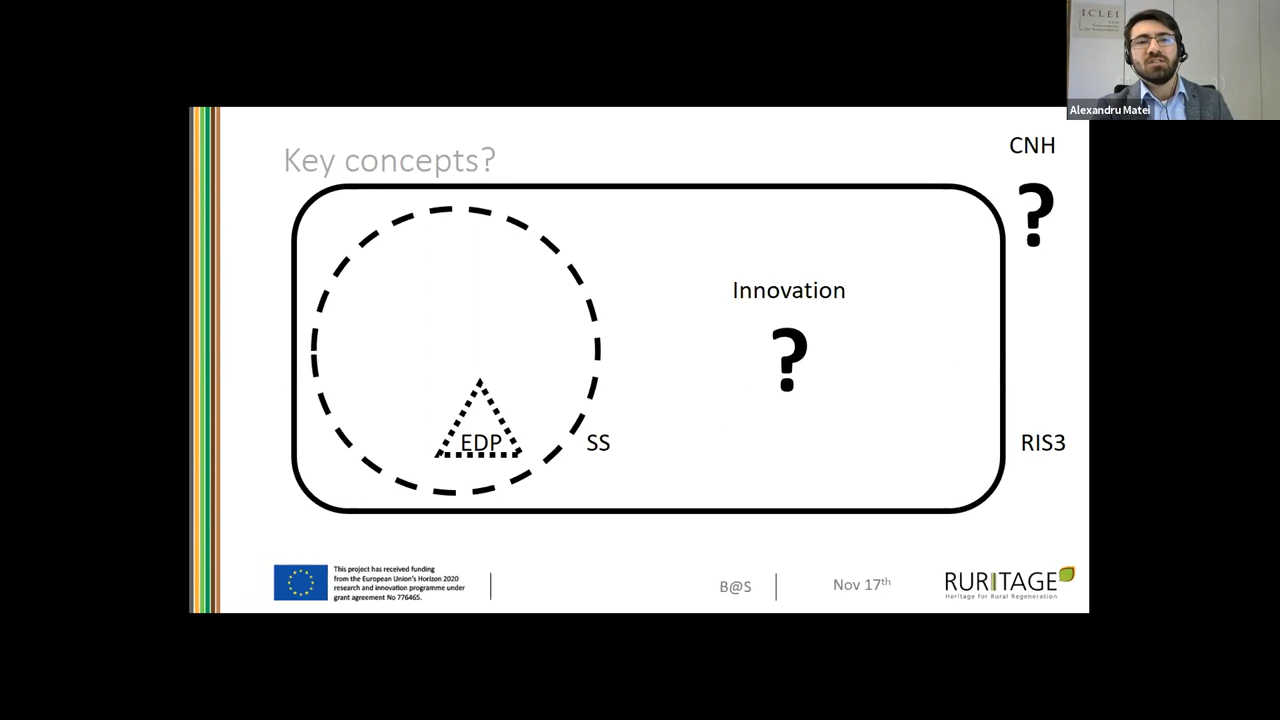 ICLEI
Alexandru Matei
CNH
Key concepts?
?
Innovation
?
EDP
SS
RIS3
This project has received funding
from the European Union's Horizon 2020
research and innovation programme under
grant agreement No 776465.
B@S
Nov 17th
RURITAGE
Heritage for Rural Regeneration